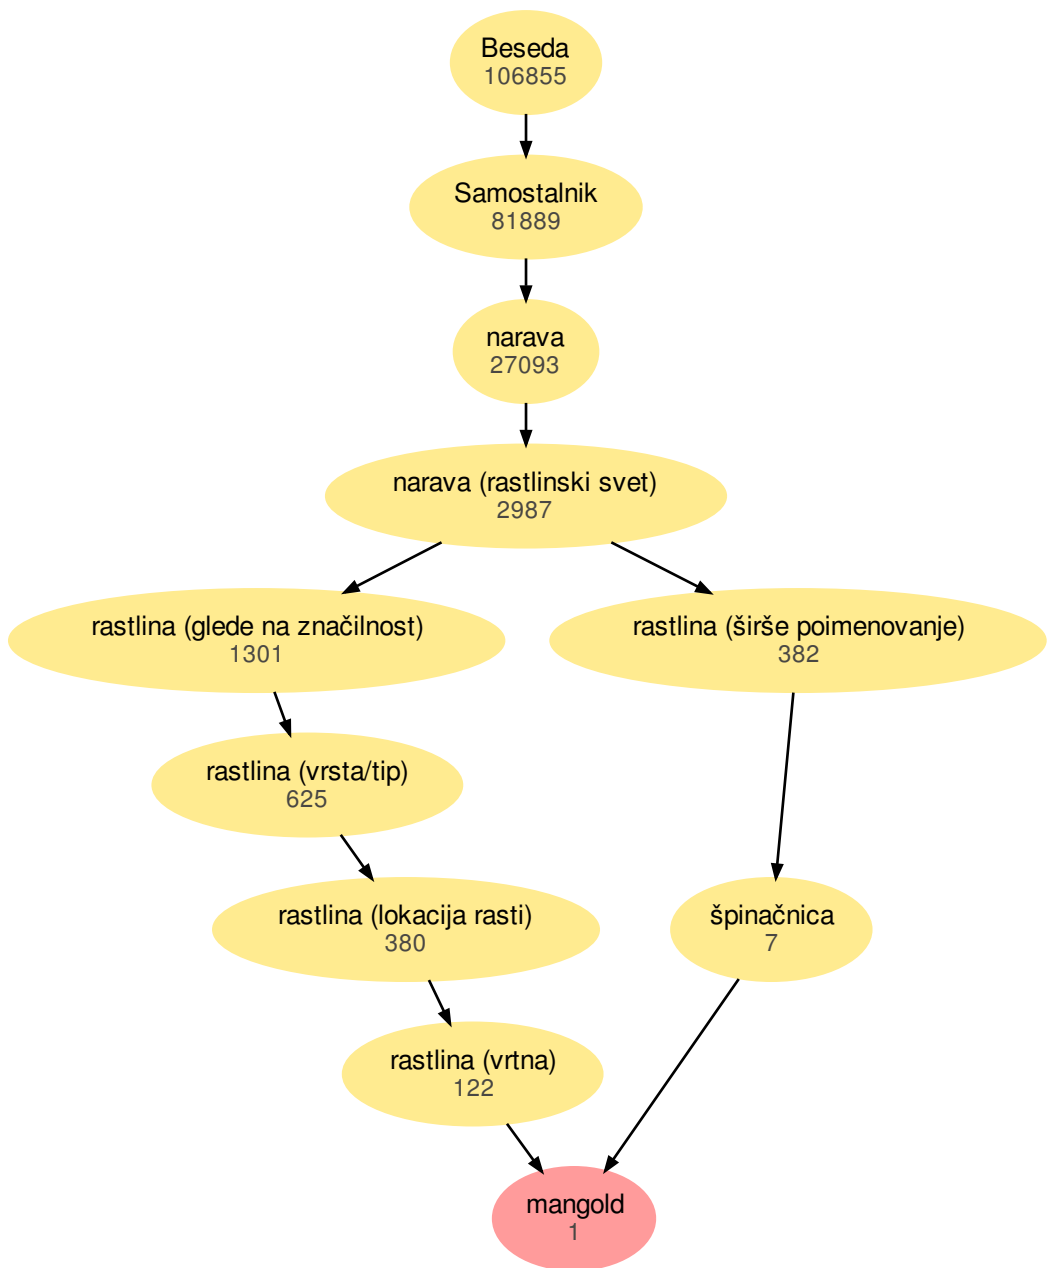 Beseda
106855
Samostalnik
81889
narava
27093
narava (rastlinski svet)
2987
rastlina (glede na značilnost)
1301
rastlina (širše poimenovanje)
382
rastlina (vrsta/tip)
625
rastlina (lokacija rasti)
380
špinačnica
7
rastlina (vrtna)
122
mangold
1